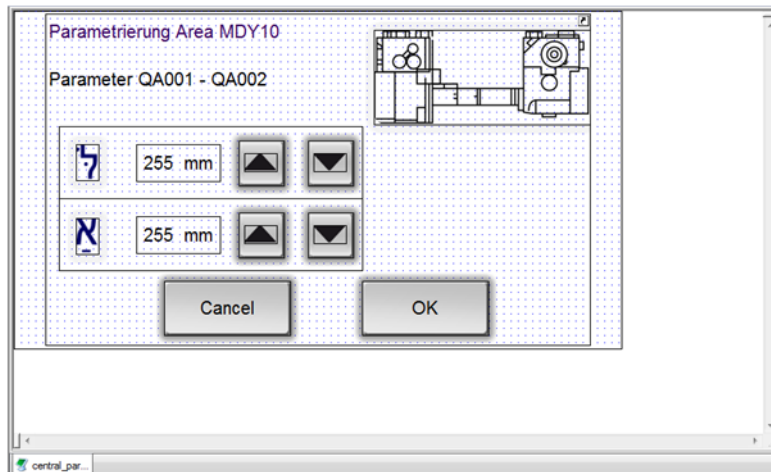 Parametrierung Area MDY10
Parameter QA001 - QA002
לּ 255 mm
אַ 255 mm
Cancel OK
central_par...